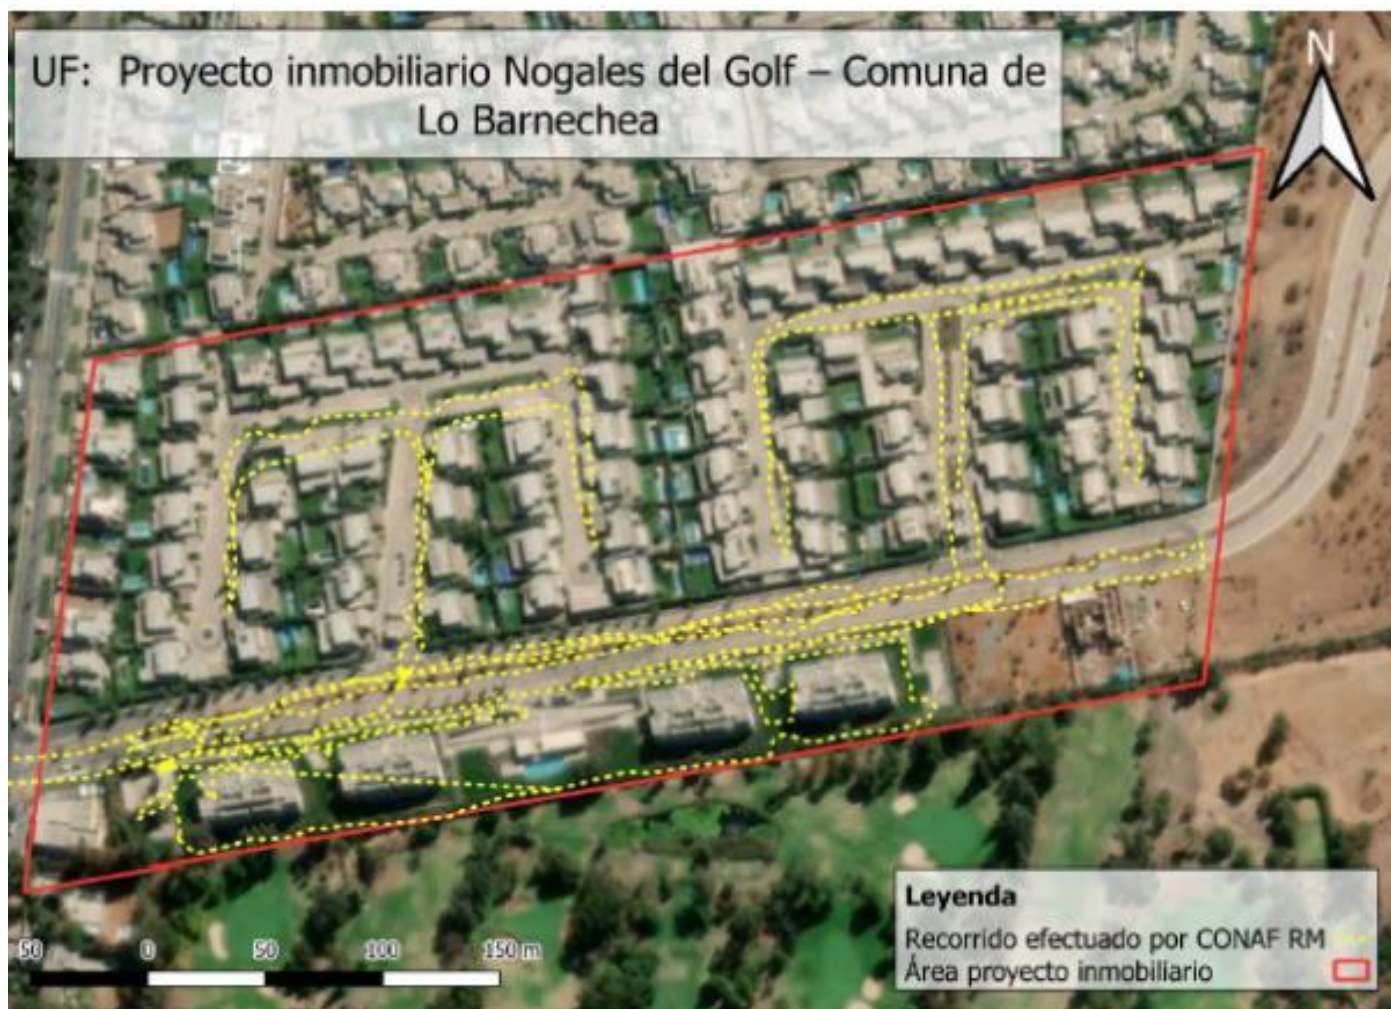 UF: Proyecto inmobiliario Nogales del Golf – Comuna de
Lo Barnechea
N
Leyenda
Recorrido efectuado por CONAF RM
Área proyecto inmobiliario
50 0 50 100 150 m